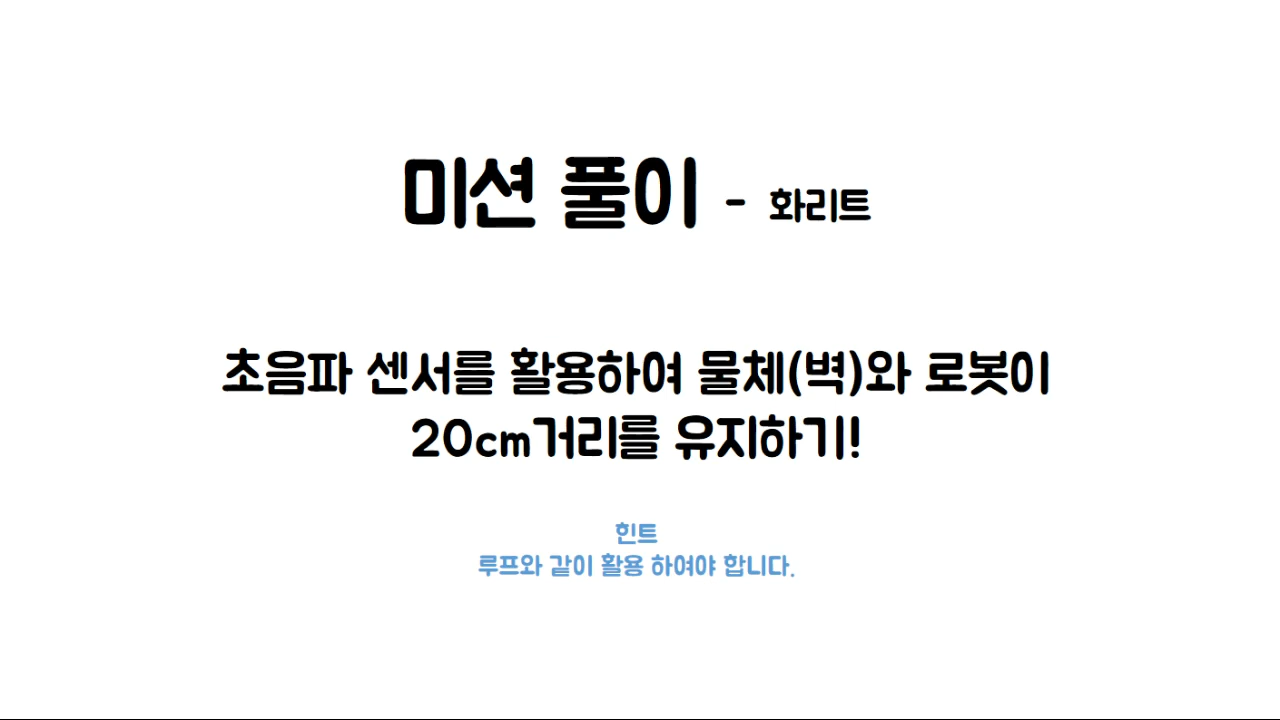 미션 풀이 - 화리트
초음파 센서를 활용하여 물체(벽)와 로봇이
20cm거리를 유지하기!
힌트
루프와 같이 활용 하여야 합니다.